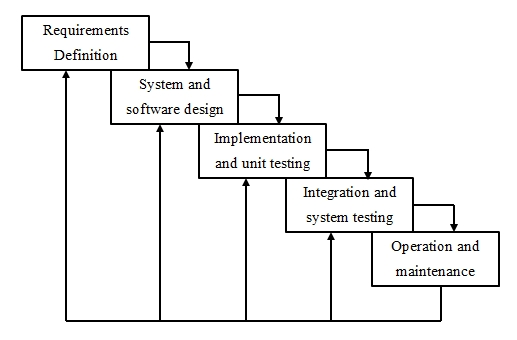 Requirements
Definition
System and
software design
Implementation
and unit testing
Integration and
system testing
Operation and
maintenance